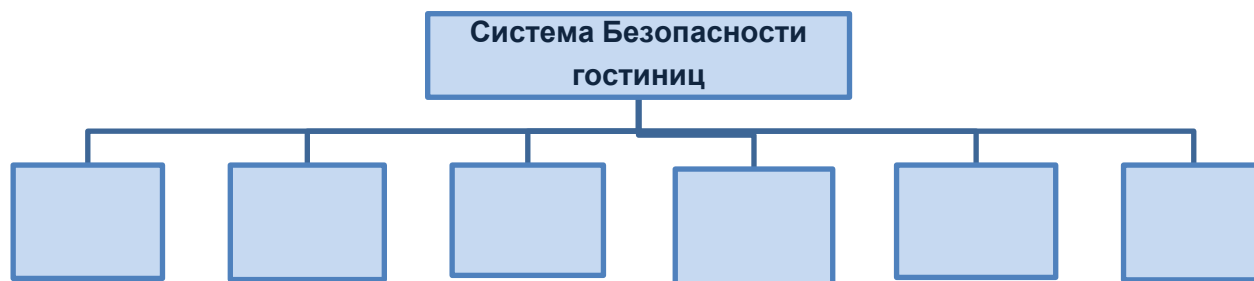 Система Безопасности
гостиниц